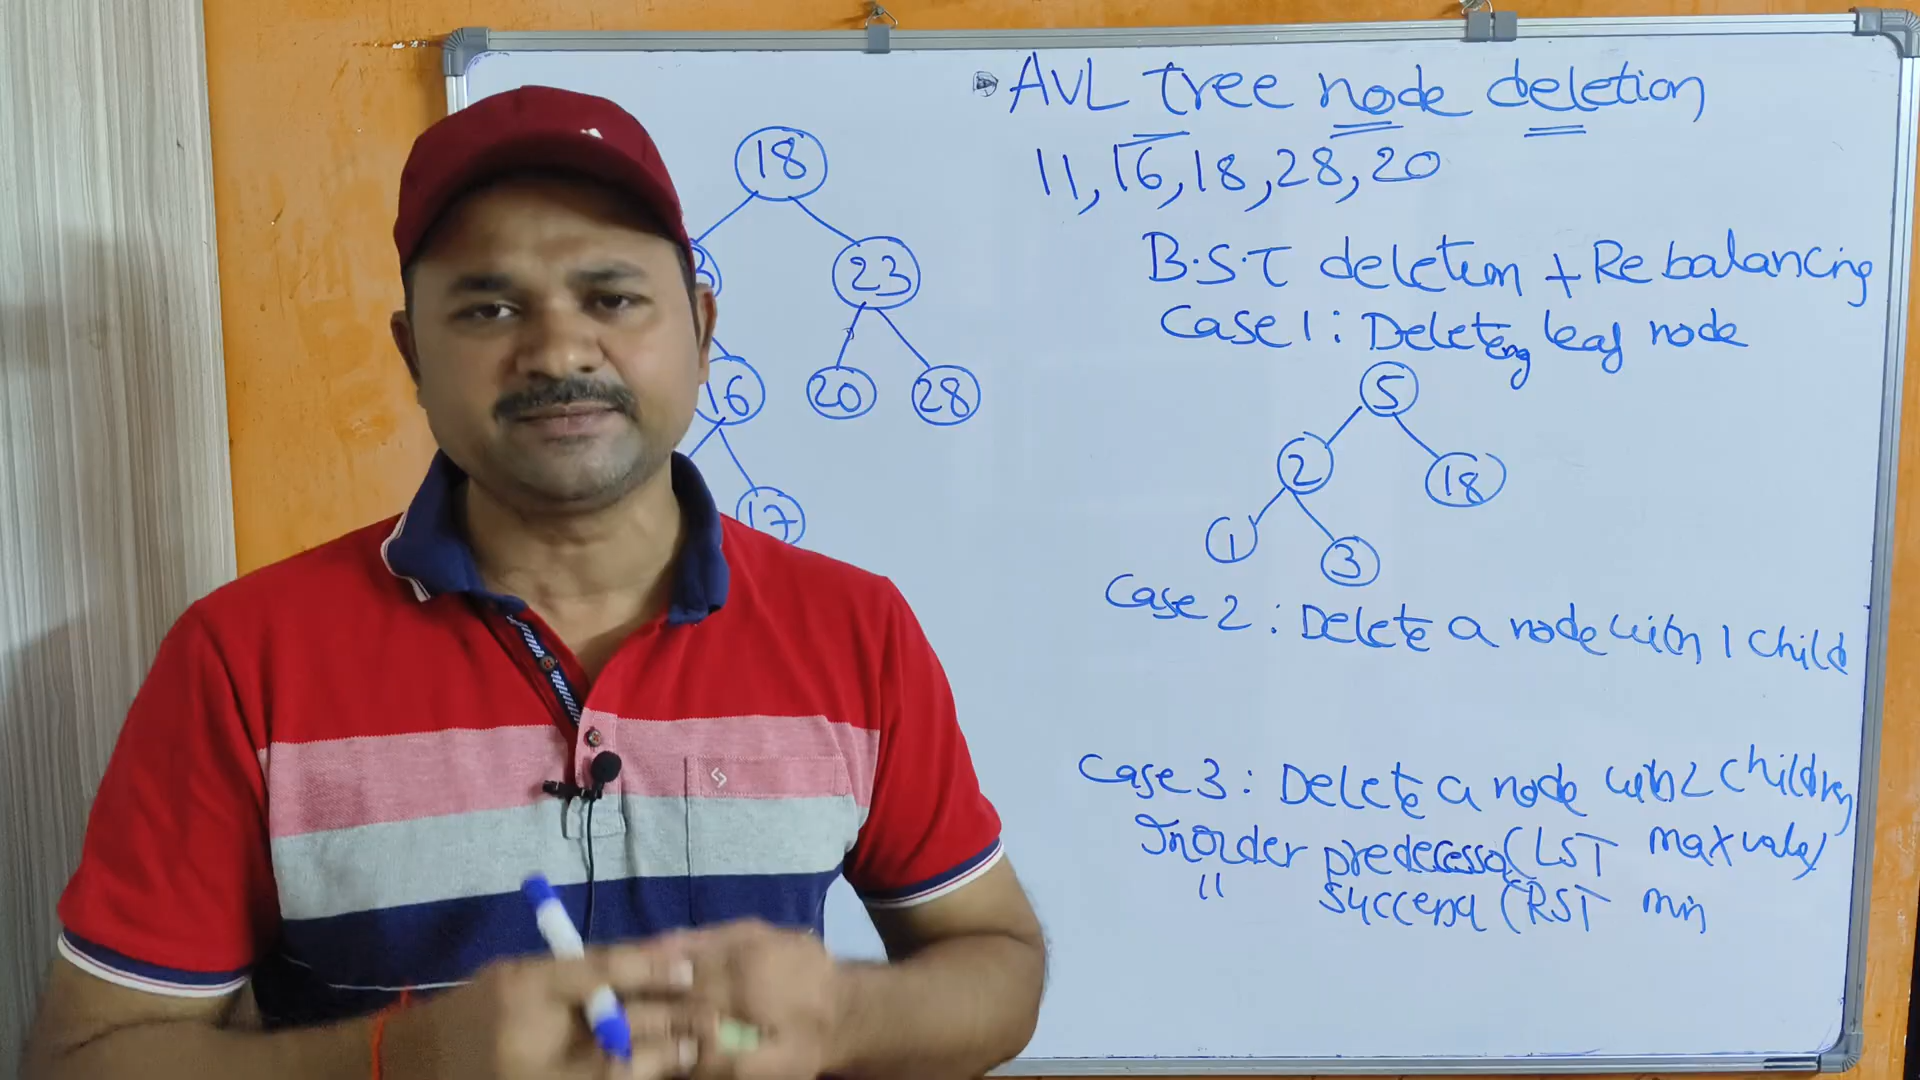 AVL tree node deletion
11, 16, 18, 28, 20
B.S.T deletion + Rebalancing
Case 1: Deleteing leaf node
Case 2: Delete a node with 1 child
Case 3: Delete a node with 2 children
Inorder predecessor (LST max value)
" successor (RST min
18
23
16
20
28
17
5
2
18
1
3